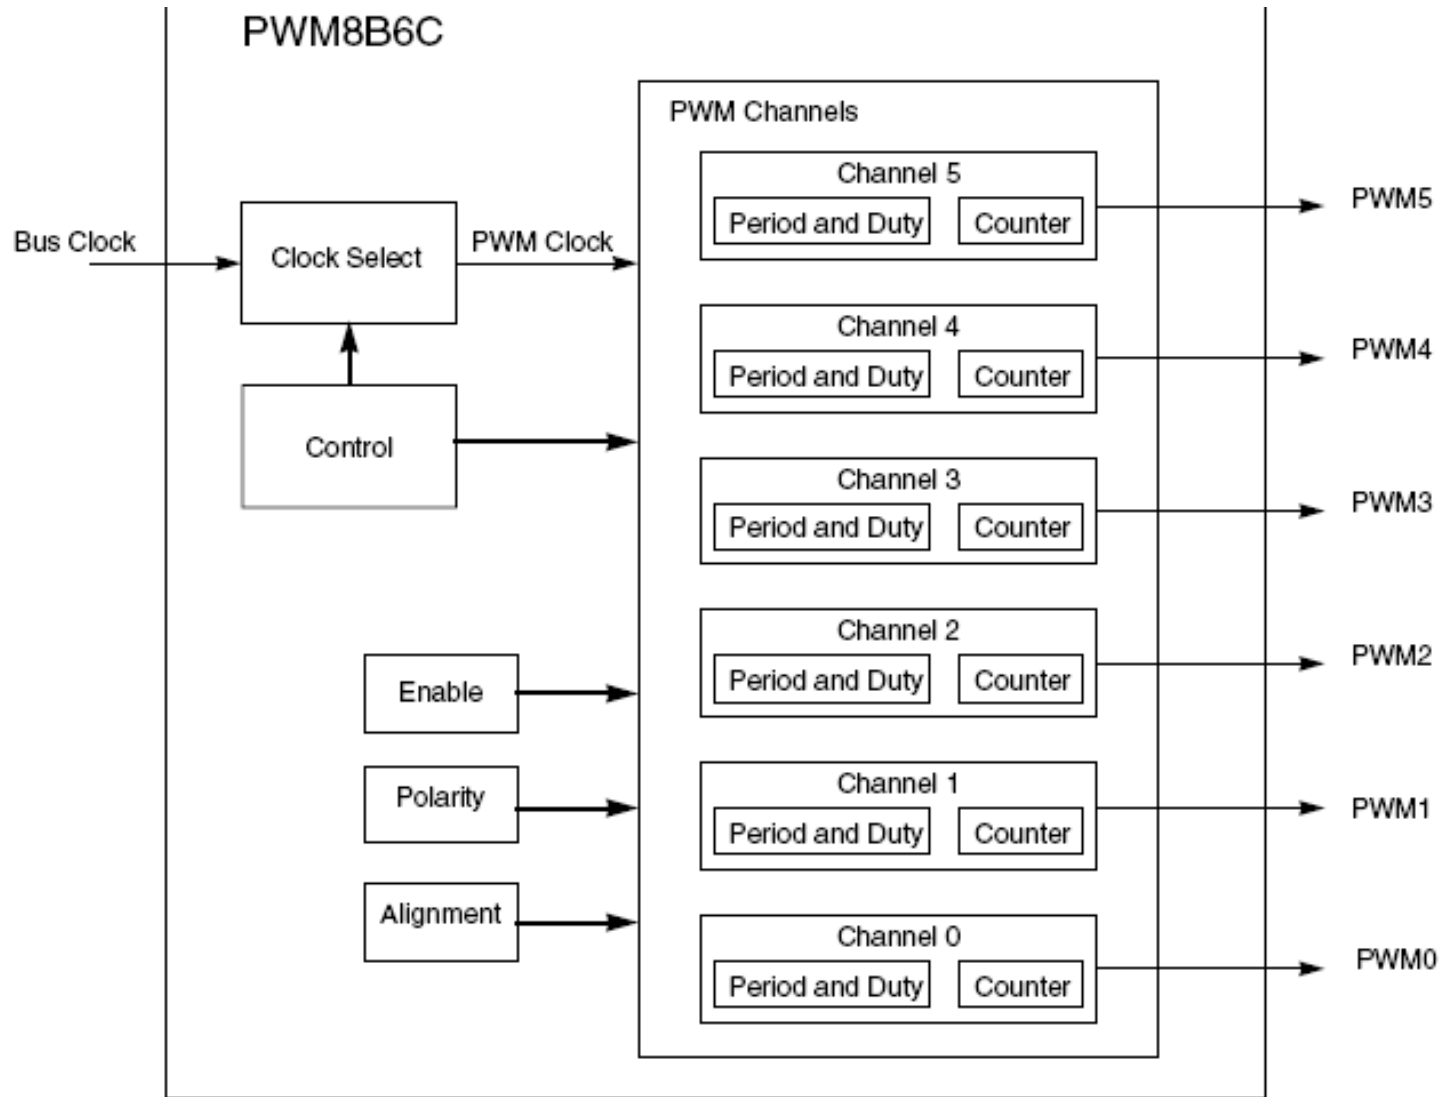 PWM8B6C
PWM Channels
Channel 5
Period and Duty Counter
PWM5
Bus Clock
Clock Select
PWM Clock
Channel 4
Period and Duty Counter
PWM4
Control
Channel 3
Period and Duty Counter
PWM3
Channel 2
Period and Duty Counter
PWM2
Enable
Channel 1
Period and Duty Counter
PWM1
Polarity
Alignment
Channel 0
Period and Duty Counter
PWM0